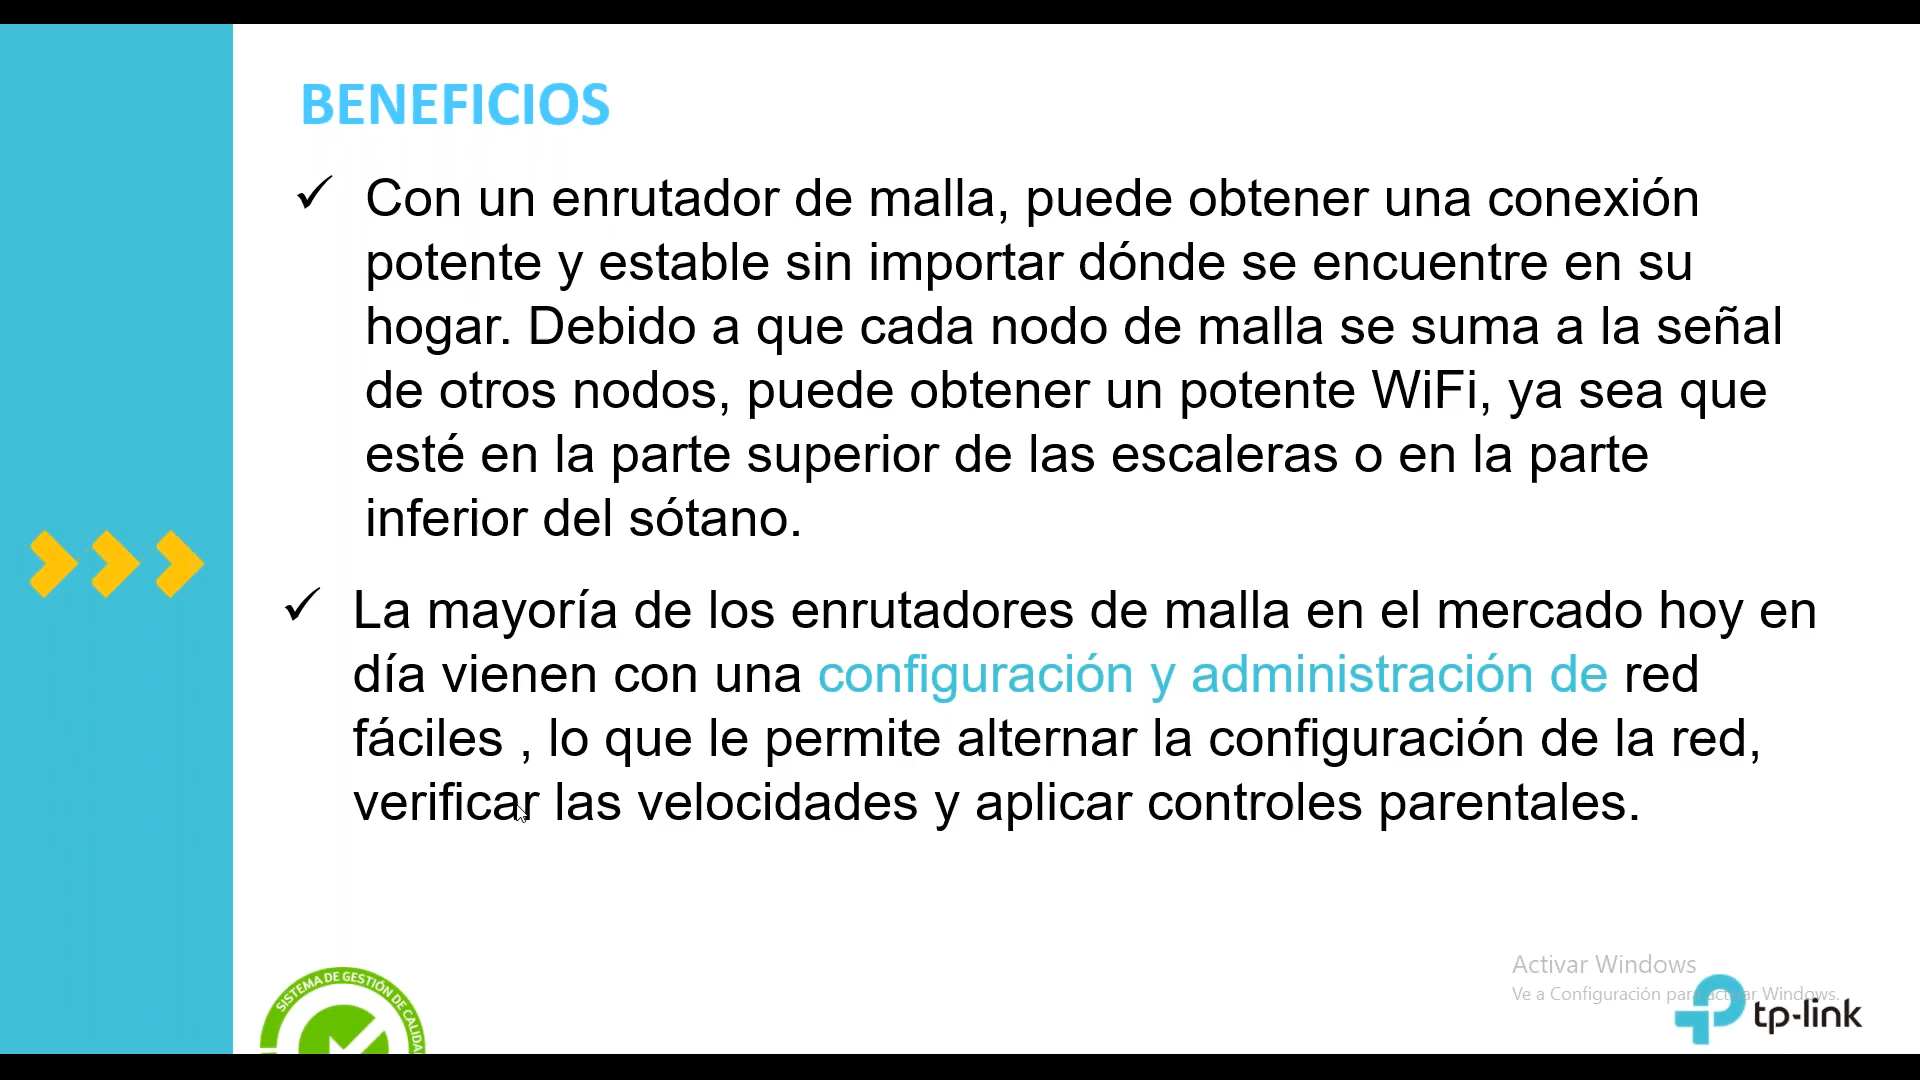 BENEFICIOS
✓ Con un enrutador de malla, puede obtener una conexión
potente y estable sin importar dónde se encuentre en su
hogar. Debido a que cada nodo de malla se suma a la señal
de otros nodos, puede obtener un potente WiFi, ya sea que
esté en la parte superior de las escaleras o en la parte
inferior del sótano.
✓ La mayoría de los enrutadores de malla en el mercado hoy en
día vienen con una configuración y administración de red
fáciles , lo que le permite alternar la configuración de la red,
verificar las velocidades y aplicar controles parentales.
SISTEMA DE GESTIÓN DE CALIDA
Activar Windows
Ve a Configuración para activar Windows.
tp-link